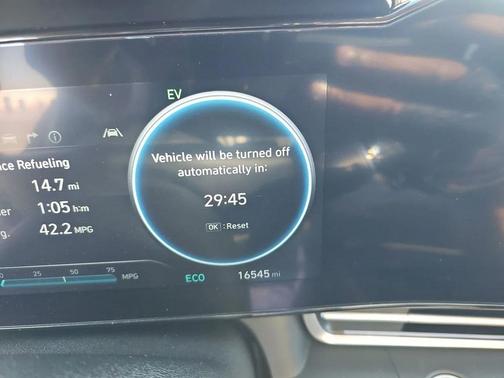 EV
Vehicle will be turned off
automatically in:
29:45
OK : Reset
ce Refueling
14.7 mi
er 1:05 h:m
g. 42.2 MPG
0 25 50 75 MPG
ECO 16545 mi